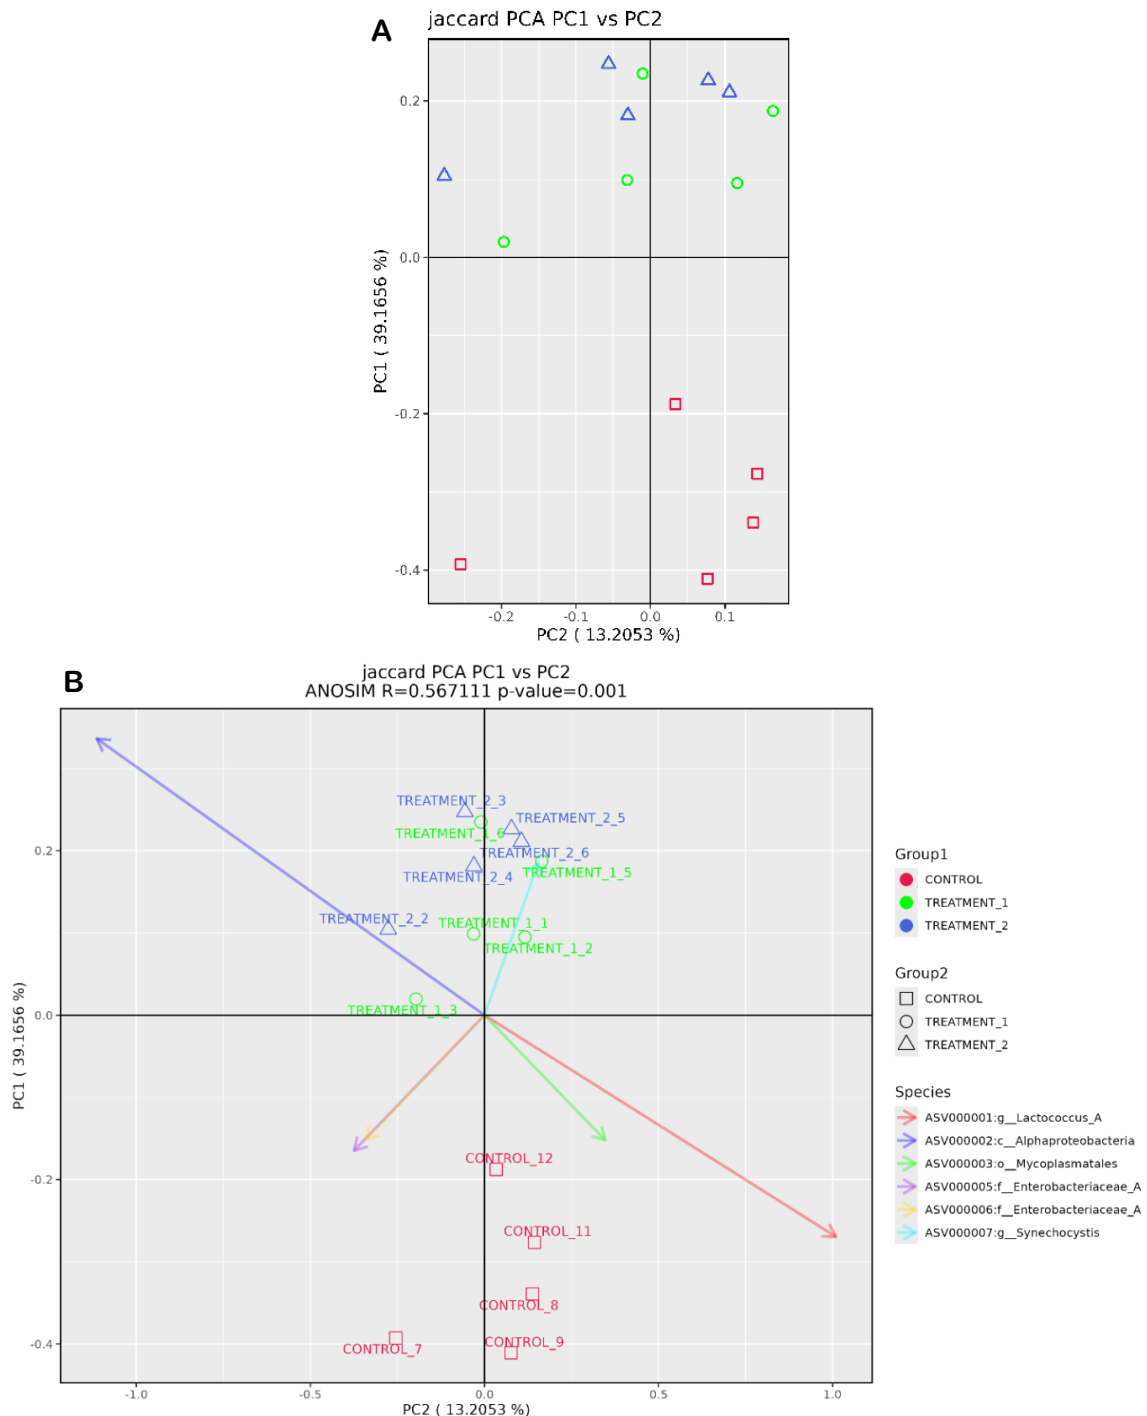 A
jaccard PCA PC1 vs PC2
0.2
0.0
-0.2
-0.4
PC1 ( 39.1656 %)
-0.2
-0.1
0.0
0.1
PC2 ( 13.2053 %)
B
jaccard PCA PC1 vs PC2
ANOSIM R=0.567111 p-value=0.001
TREATMENT_2_3
TREATMENT_2_5
TREATMENT_1_6
TREATMENT_2_6
TREATMENT_1_5
TREATMENT_2_4
TREATMENT_2_2
TREATMENT_1_1
TREATMENT_1_2
TREATMENT_1_3
CONTROL_12
CONTROL_11
CONTROL_8
CONTROL_9
CONTROL_7
0.2
0.0
-0.2
-0.4
PC1 ( 39.1656 %)
-1.0
-0.5
0.0
0.5
1.0
PC2 ( 13.2053 %)
Group1
CONTROL
TREATMENT_1
TREATMENT_2
Group2
CONTROL
TREATMENT_1
TREATMENT_2
Species
ASV000001:g__Lactococcus_A
ASV000002:c__Alphaproteobacteria
ASV000003:o__Mycoplasmatales
ASV000005:f__Enterobacteriaceae_A
ASV000006:f__Enterobacteriaceae_A
ASV000007:g__Synechocystis